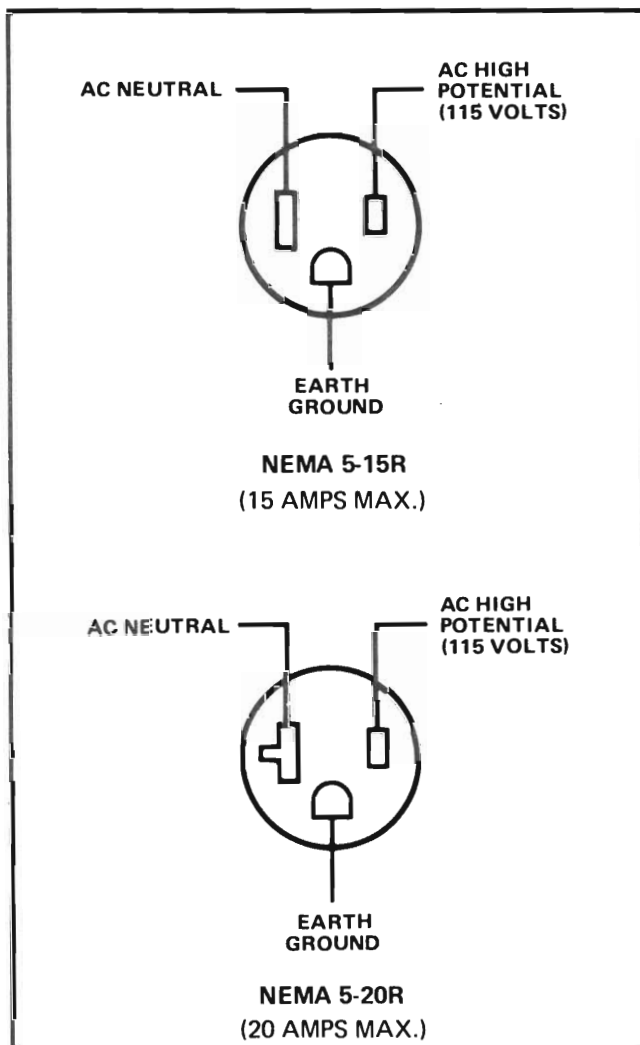 AC NEUTRAL
AC HIGH
POTENTIAL
(115 VOLTS)
EARTH
GROUND
NEMA 5-15R
(15 AMPS MAX.)
AC NEUTRAL
AC HIGH
POTENTIAL
(115 VOLTS)
EARTH
GROUND
NEMA 5-20R
(20 AMPS MAX.)